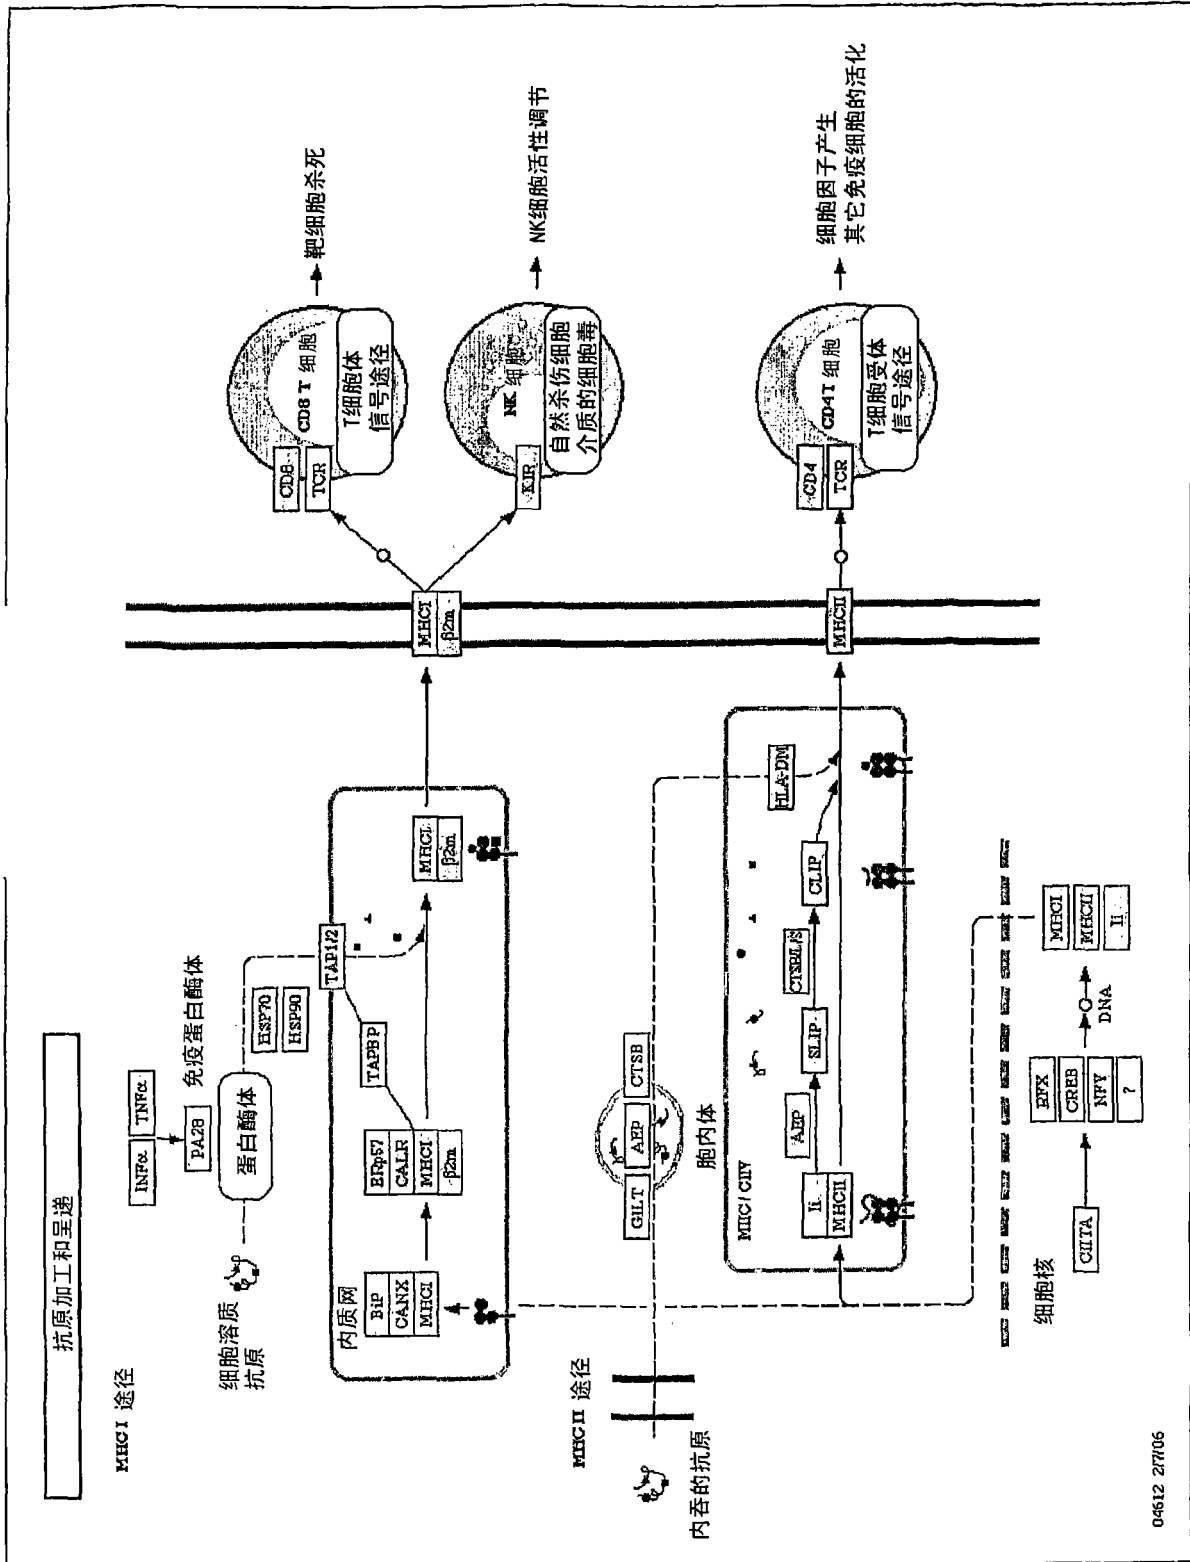 抗原加工和呈递
MHC I 途径
INFα
TNFα
PA28
免疫蛋白酶体
细胞溶质
抗原
蛋白酶体
HSP70
HSP90
TAP1/2
内质网
BiP
CANX
MHCI
ERp57
CALR
MHCI
β2m
TAPBP
MHCI
β2m
MHCI
β2m
CD8
TCR
CD8 T 细胞
T细胞体
信号途径
靶细胞杀死
KIR
NK 细胞
自然杀伤细胞
介质的细胞毒
NK细胞活性调节
MHC II 途径
内吞的抗原
GILT
AEP
CTSB
胞内体
MIIC / CIIV
Ii
MHCII
AEP
SLIP
CTSB/L/S
CLIP
HLA-DM
MHCII
CD4
TCR
CD4T 细胞
T细胞受体
信号途径
细胞因子产生
其它免疫细胞的活化
细胞核
CIITA
RFX
CREB
NFY
?
DNA
MHCI
MHCII
Ii
04612 2/7/06